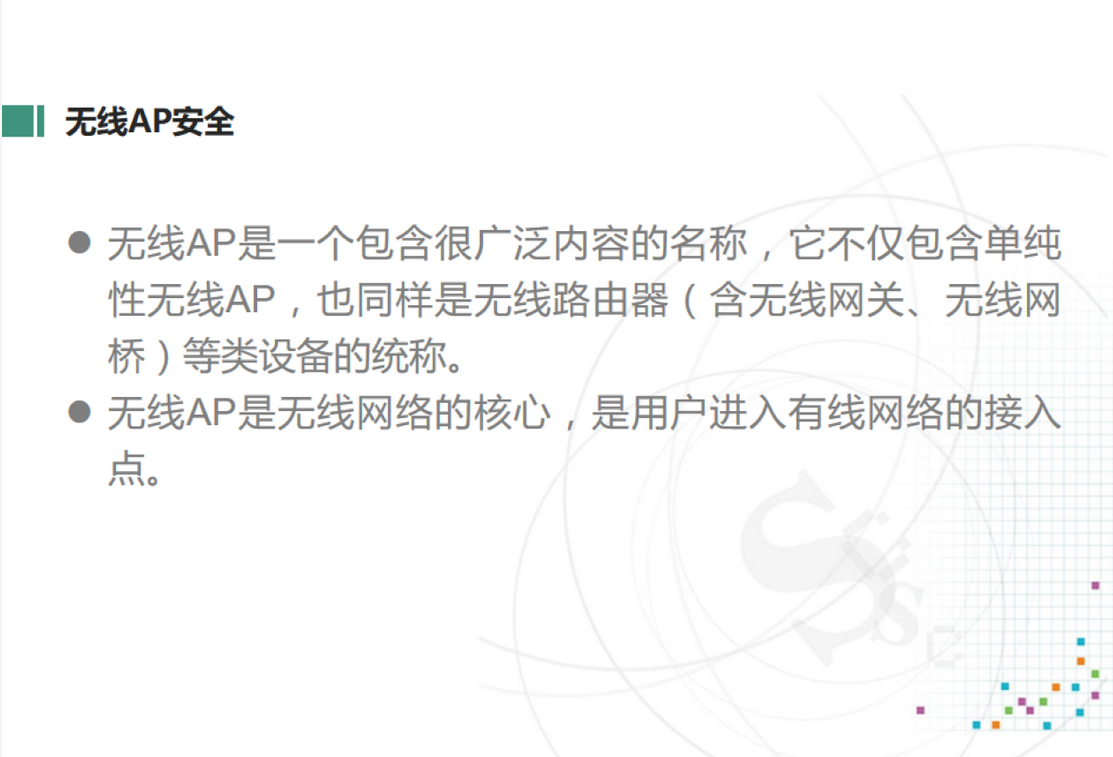 无线AP安全
● 无线AP是一个包含很广泛内容的名称，它不仅包含单纯
性无线AP，也同样是无线路由器（含无线网关、无线网
桥）等类设备的统称。
● 无线AP是无线网络的核心，是用户进入有线网络的接入
点。